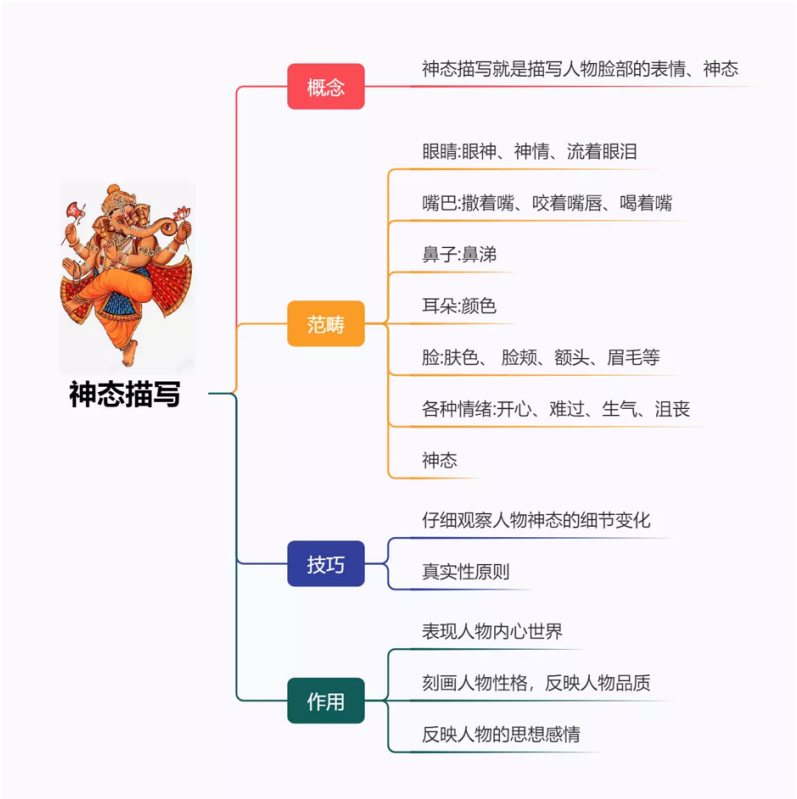 概念
神态描写就是描写人物脸部的表情、神态
范畴
眼睛:眼神、神情、流着眼泪
嘴巴:撒着嘴、咬着嘴唇、喝着嘴
鼻子:鼻涕
耳朵:颜色
脸:肤色、 脸颊、额头、眉毛等
各种情绪:开心、难过、生气、沮丧
神态
神态描写
技巧
仔细观察人物神态的细节变化
真实性原则
作用
表现人物内心世界
刻画人物性格，反映人物品质
反映人物的思想感情